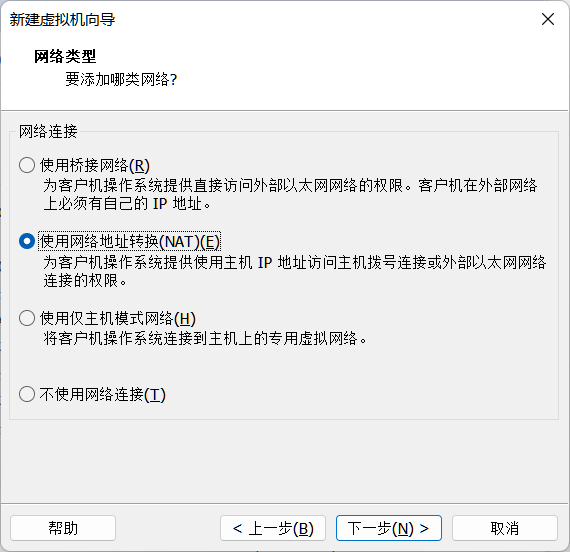 新建虚拟机向导
网络类型
要添加哪类网络?
网络连接
使用桥接网络(R)
为客户机操作系统提供直接访问外部以太网网络的权限。客户机在外部网络
上必须有自己的 IP 地址。
使用网络地址转换(NAT)(E)
为客户机操作系统提供使用主机 IP 地址访问主机拨号连接或外部以太网网络
连接的权限。
使用仅主机模式网络(H)
将客户机操作系统连接到主机上的专用虚拟网络。
不使用网络连接(T)
帮助
< 上一步(B)
下一步(N) >
取消